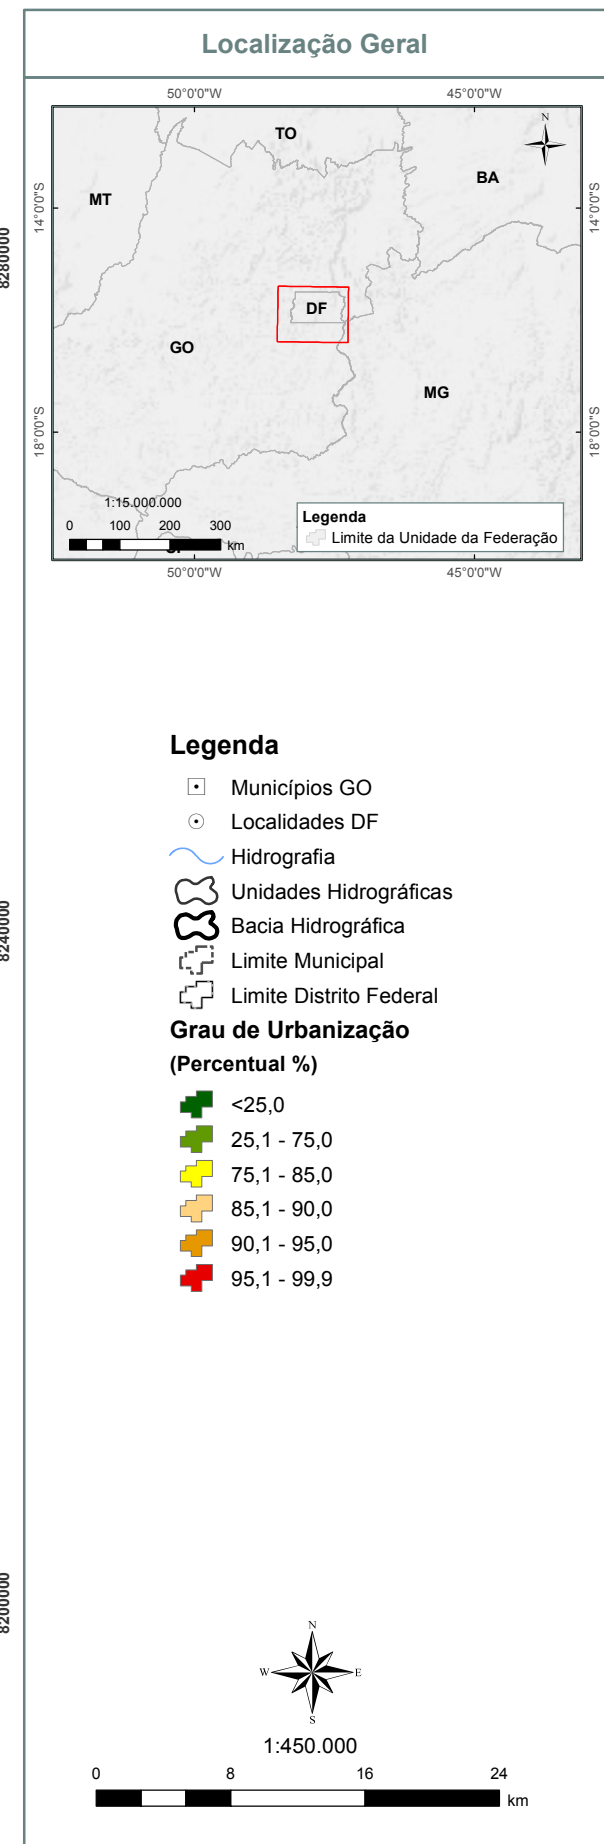 Localização Geral
50°0'0"W
45°0'0"W
N
TO
BA
MT
14°0'0"S
14°0'0"S
8280000
DF
GO
MG
18°0'0"S
18°0'0"S
1:15.000.000
0 100 200 300
km
Legenda
Limite da Unidade da Federação
50°0'0"W
45°0'0"W
Legenda
Municípios GO
Localidades DF
Hidrografia
Unidades Hidrográficas
Bacia Hidrográfica
8240000
Limite Municipal
Limite Distrito Federal
Grau de Urbanização
(Percentual %)
<25,0
25,1 - 75,0
75,1 - 85,0
85,1 - 90,0
90,1 - 95,0
95,1 - 99,9
8200000
N
W E
S
1:450.000
0 8 16 24
km